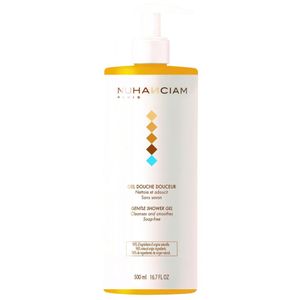 NUHANCIAM
PARIS
GEL DOUCHE DOUCEUR
Nettoie et adoucit
Sans savon
GENTLE SHOWER GEL
Cleanses and smoothes
Soap-free
500 ml 16.7 FL.OZ